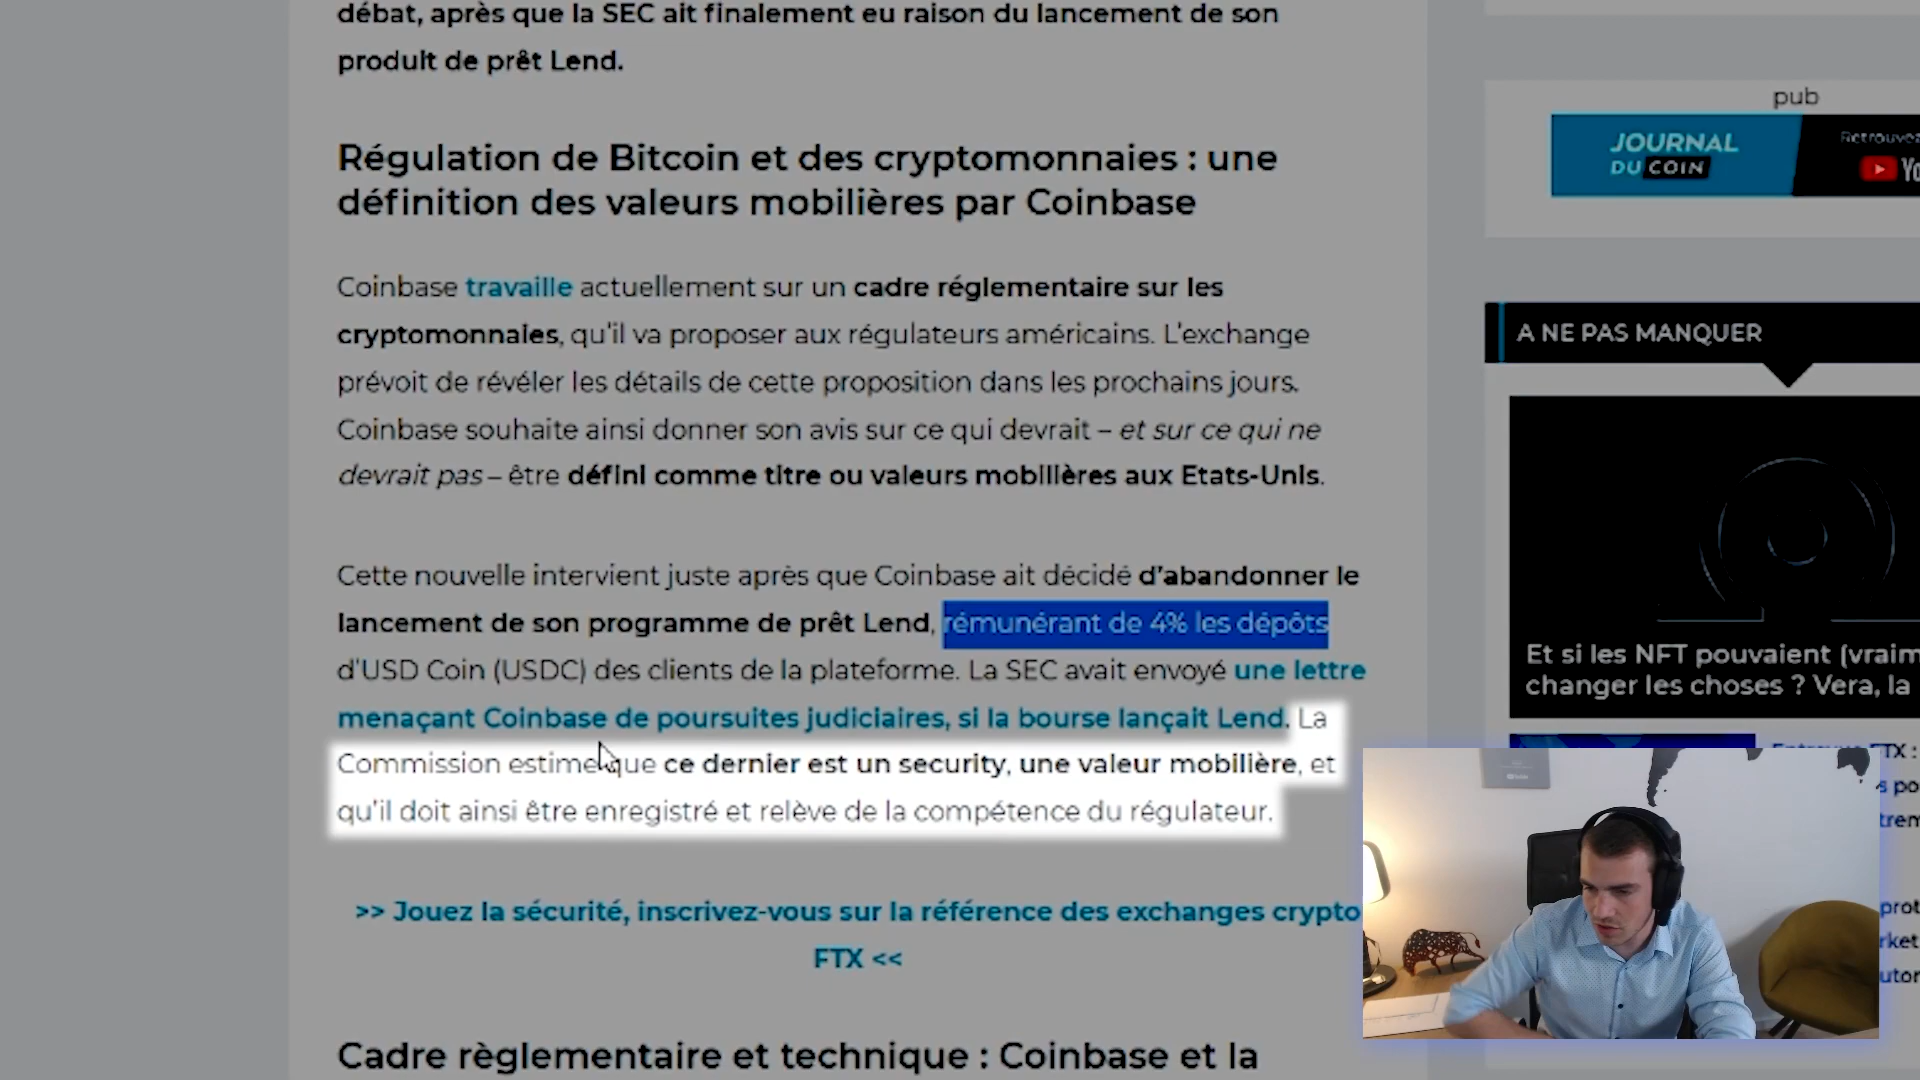 débat, après que la SEC ait finalement eu raison du lancement de son
produit de prêt Lend.
Régulation de Bitcoin et des cryptomonnaies : une
définition des valeurs mobilières par Coinbase
Coinbase travaille actuellement sur un cadre réglementaire sur les
cryptomonnaies, qu'il va proposer aux régulateurs américains. L'exchange
prévoit de révéler les détails de cette proposition dans les prochains jours.
Coinbase souhaite ainsi donner son avis sur ce qui devrait – et sur ce qui ne
devrait pas – être défini comme titre ou valeurs mobilières aux Etats-Unis.
Cette nouvelle intervient juste après que Coinbase ait décidé d'abandonner le
lancement de son programme de prêt Lend, rémunérant de 4% les dépôts
d'USD Coin (USDC) des clients de la plateforme. La SEC avait envoyé une lettre
menaçant Coinbase de poursuites judiciaires, si la bourse lançait Lend. La
Commission estime que ce dernier est un security, une valeur mobilière, et
qu'il doit ainsi être enregistré et relève de la compétence du régulateur.
>> Jouez la sécurité, inscrivez-vous sur la référence des exchanges crypto
FTX <<
Cadre règlementaire et technique : Coinbase et la
pub
JOURNAL
DU COIN
A NE PAS MANQUER
Et si les NFT pouvaient (vraim
changer les choses ? Vera, la